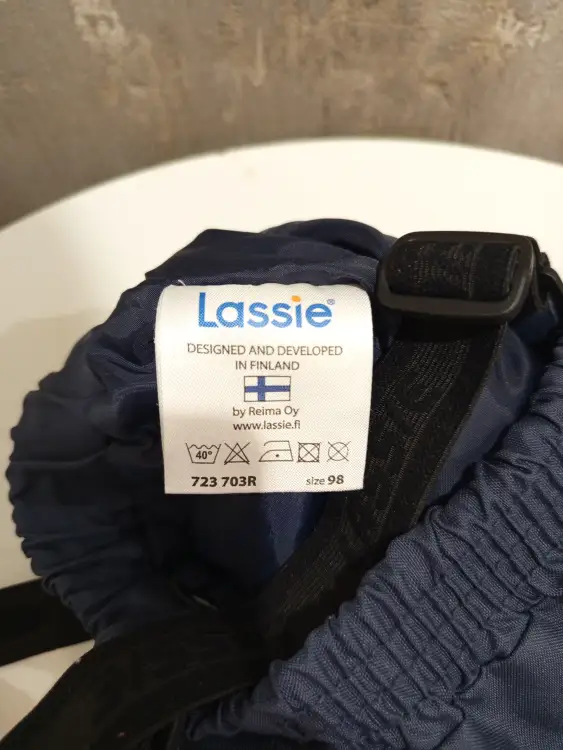 Lassie®
DESIGNED AND DEVELOPED
IN FINLAND
by Reima Oy
www.lassie.fi
40°
723 703R size 98